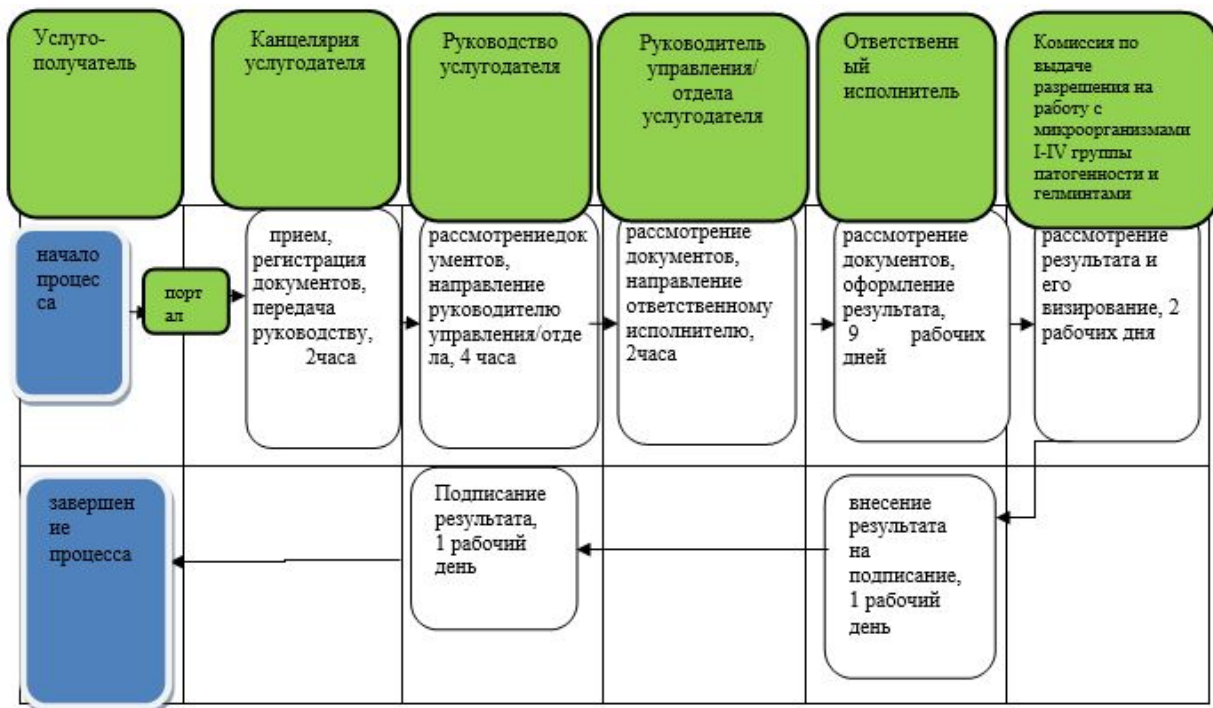 Услуго-
получатель
Канцелярия
услугодателя
Руководство
услугодателя
Руководитель
управления/
отдела
услугодателя
Ответственн
ый
исполнитель
Комиссия по
выдаче
разрешения на
работу с
микроорганизмами
I-IV группы
патогенности и
гелминтами
начало
процес
са
порт
ал
прием,
регистрация
документов,
передача
руководству,
2часа
рассмотрениедок
ументов,
направление
руководителю
управления/отде
ла, 4 часа
рассмотрение
документов,
направление
ответственному
исполнителю,
2часа
рассмотрение
документов,
оформление
результата,
9 рабочих
дней
рассмотрение
результата и
его
визирование, 2
рабочих дня
завершен
ие
процесса
Подписание
результата,
1 рабочий
день
внесение
результата
на
подписание,
1 рабочий
день